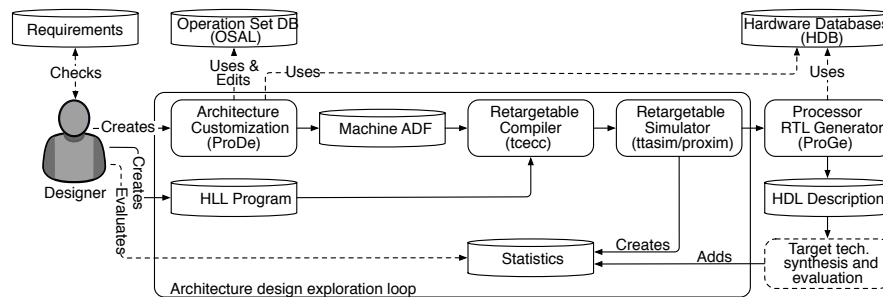 Requirements
Operation Set DB
(OSAL)
Hardware Databases
(HDB)
Checks
Uses &
Edits
Uses
Uses
Creates
Architecture
Customization
(ProDe)
Machine ADF
Retargetable
Compiler
(tcecc)
Retargetable
Simulator
(ttasim/proxim)
Processor
RTL Generator
(ProGe)
Designer
Creates
Evaluates
HLL Program
HDL Description
Creates
Statistics
Adds
Target tech.
synthesis and
evaluation
Architecture design exploration loop